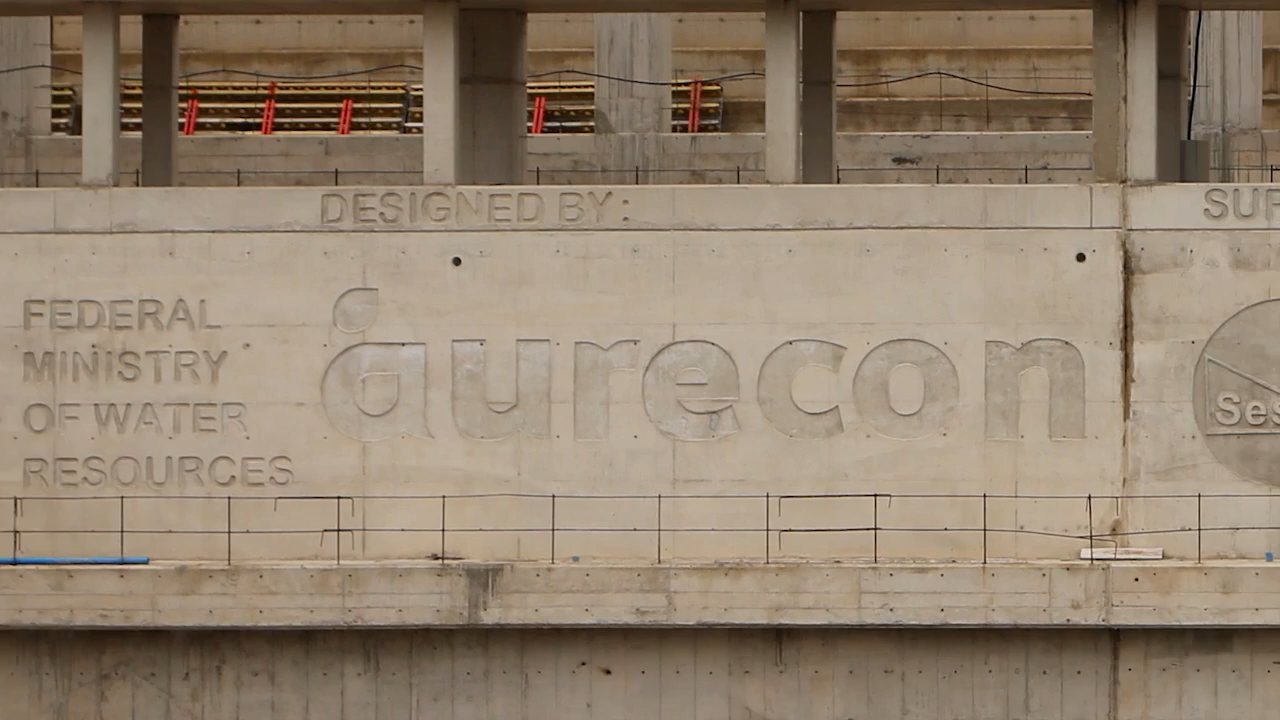 DESIGNED BY:
FEDERAL
MINISTRY
OF WATER
RESOURCES
aurecon